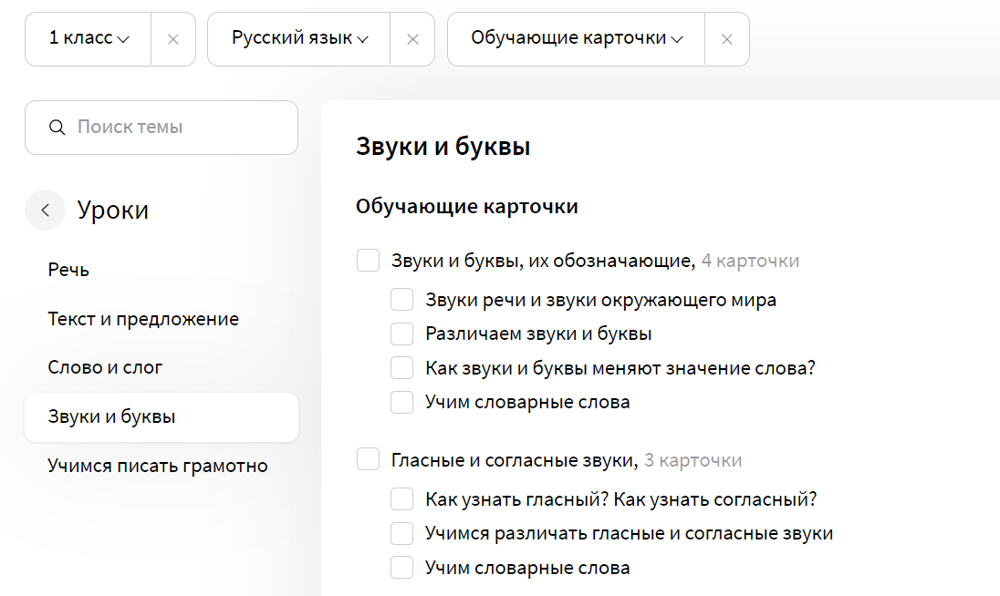 1 класс
Русский язык
Обучающие карточки
Поиск темы
Уроки
Речь
Текст и предложение
Слово и слог
Звуки и буквы
Учимся писать грамотно
Звуки и буквы
Обучающие карточки
Звуки и буквы, их обозначающие, 4 карточки
Звуки речи и звуки окружающего мира
Различаем звуки и буквы
Как звуки и буквы меняют значение слова?
Учим словарные слова
Гласные и согласные звуки, 3 карточки
Как узнать гласный? Как узнать согласный?
Учимся различать гласные и согласные звуки
Учим словарные слова